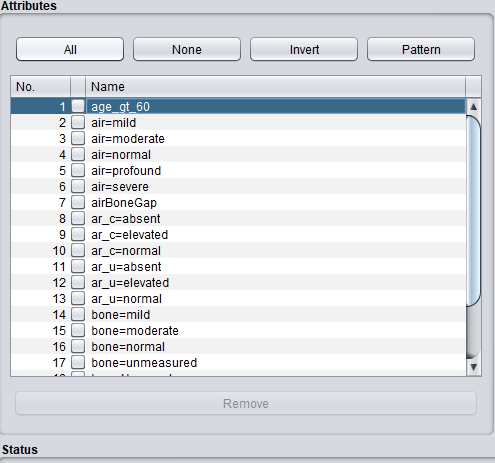 Attributes
All None Invert Pattern
No. Name
1 age_gt_60
2 air=mild
3 air=moderate
4 air=normal
5 air=profound
6 air=severe
7 airBoneGap
8 ar_c=absent
9 ar_c=elevated
10 ar_c=normal
11 ar_u=absent
12 ar_u=elevated
13 ar_u=normal
14 bone=mild
15 bone=moderate
16 bone=normal
17 bone=unmeasured
Remove
Status